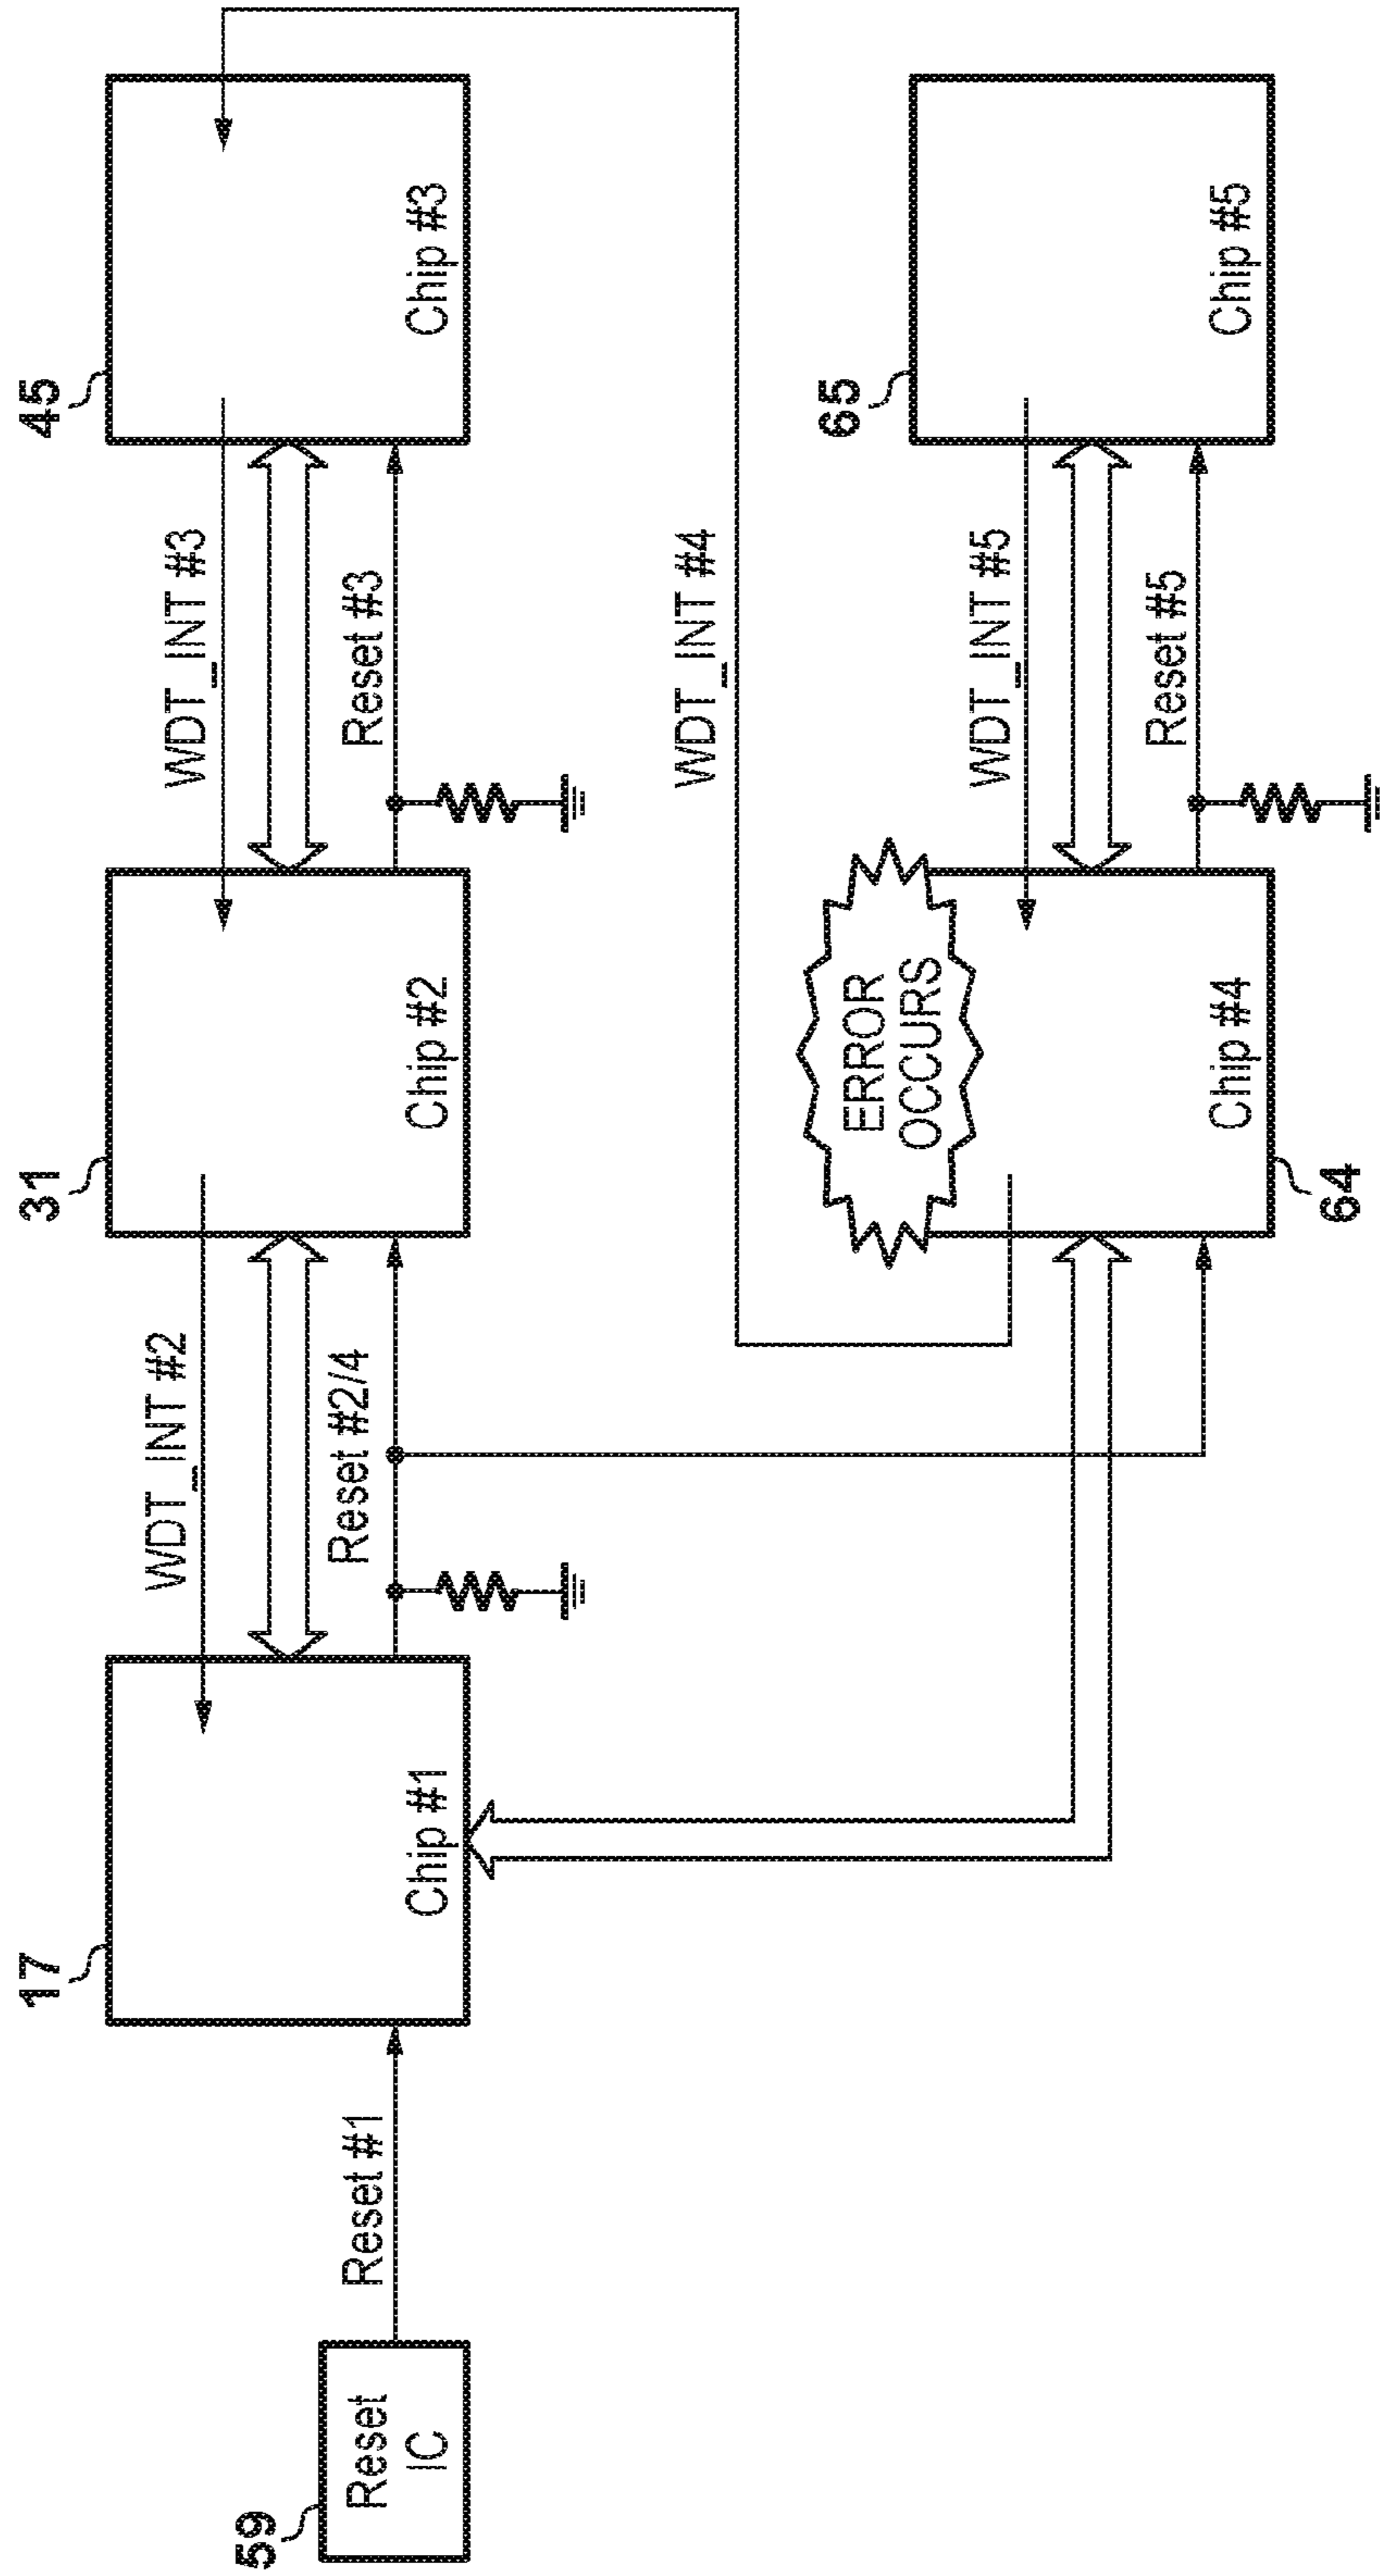 59
Reset
IC
Reset #1
17
Chip #1
WDT_INT #2
Reset #2/4
31
Chip #2
WDT_INT #3
Reset #3
45
Chip #3
WDT_INT #4
ERROR
OCCURS
Chip #4
64
WDT_INT #5
Reset #5
65
Chip #5